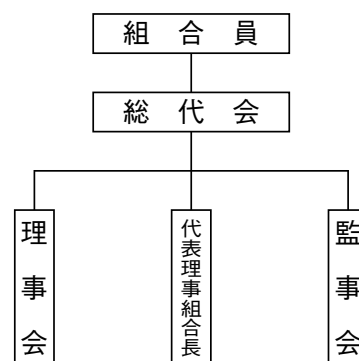 組合員
総代会
理事会
代表理事組合長
監事会